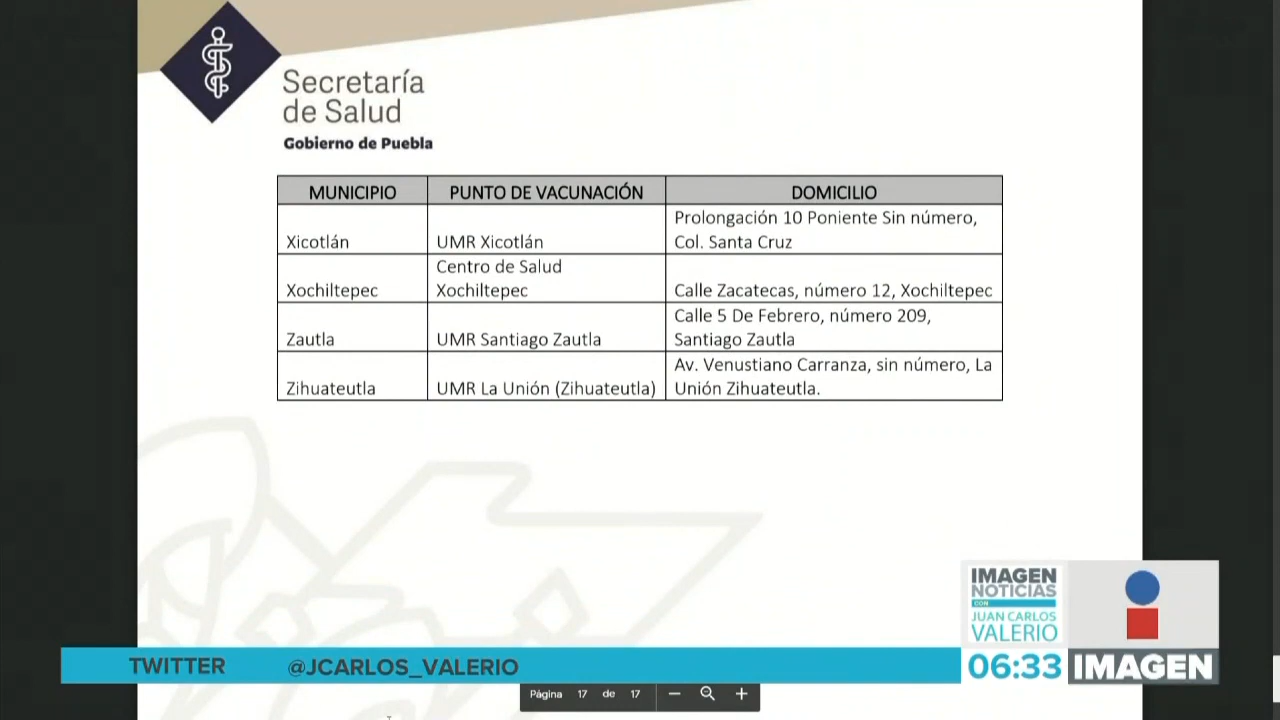 Secretaría
de Salud
Gobierno de Puebla
MUNICIPIO PUNTO DE VACUNACIÓN DOMICILIO
Prolongación 10 Poniente Sin número,
Xicotlán UMR Xicotlán Col. Santa Cruz
Centro de Salud
Xochiltepec Xochiltepec Calle Zacatecas, número 12, Xochiltepec
Calle 5 De Febrero, número 209,
Zautla UMR Santiago Zautla Santiago Zautla
Av. Venustiano Carranza, sin número, La
Zihuateutla UMR La Unión (Zihuateutla) Unión Zihuateutla.
IMAGEN
NOTICIAS
CON
JUAN CARLOS
VALERIO
TWITTER @JCARLOS_VALERIO
06:33 IMAGEN
Página 17 de 17